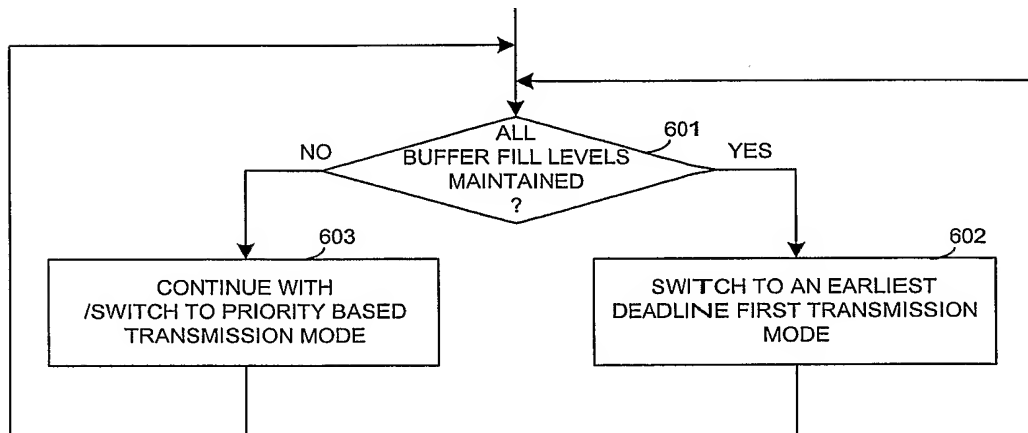 ALL
BUFFER FILL LEVELS
MAINTAINED
?
601
NO
YES
603
CONTINUE WITH
/SWITCH TO PRIORITY BASED
TRANSMISSION MODE
602
SWITCH TO AN EARLIEST
DEADLINE FIRST TRANSMISSION
MODE